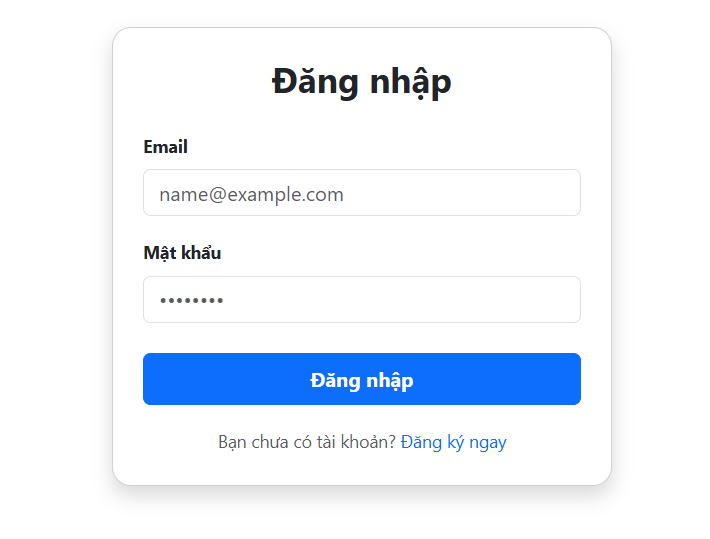 Đăng nhập
Email
name@example.com
Mật khẩu
••••••••
Đăng nhập
Bạn chưa có tài khoản? Đăng ký ngay